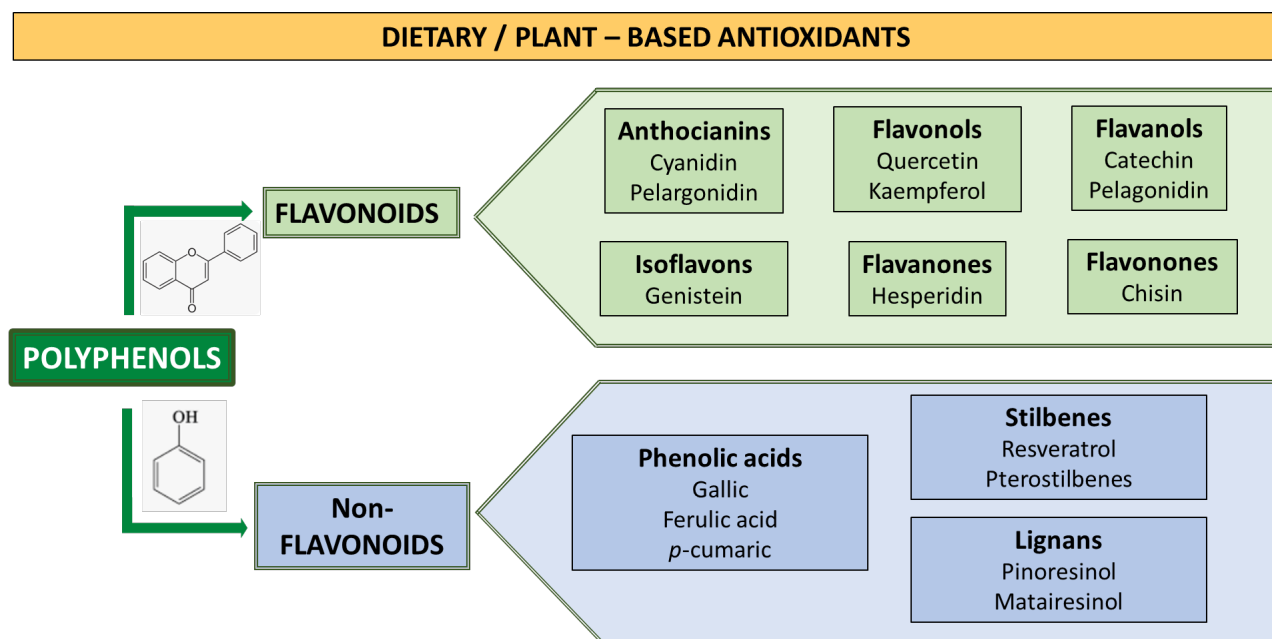 DIETARY / PLANT – BASED ANTIOXIDANTS
POLYPHENOLS
FLAVONOIDS
O
O
Anthocianins
Cyanidin
Pelargonidin
Flavonols
Quercetin
Kaempferol
Flavanols
Catechin
Pelagonidin
Isoflavons
Genistein
Flavanones
Hesperidin
Flavonones
Chisin
OH
Non-
FLAVONOIDS
Phenolic acids
Gallic
Ferulic acid
p-cumaric
Stilbenes
Resveratrol
Pterostilbenes
Lignans
Pinoresinol
Matairesinol